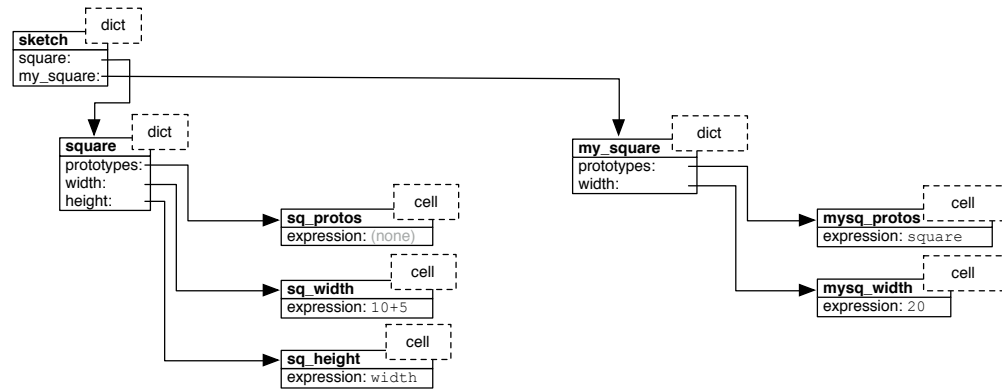 dict
sketch
square:
my_square:
dict
square
prototypes:
width:
height:
dict
my_square
prototypes:
width:
cell
sq_protos
expression: (none)
cell
sq_width
expression: 10+5
cell
sq_height
expression: width
cell
mysq_protos
expression: square
cell
mysq_width
expression: 20